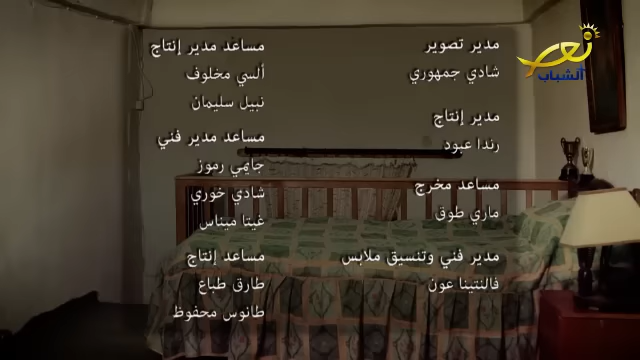 مدير تصوير
شادي جمهوري
مدير إنتاج
رندا عبود
مساعد مخرج
ماري طوق
مدير فني وتنسيق ملابس
فالنتينا عون
مساعد مدير إنتاج
ألسي مخلوف
نبيل سليمان
مساعد مدير فني
جايمي رموز
شادي خوري
غيتا ميناس
مساعد إنتاج
طارق طباع
طانوس محفوظ
نعم
الشباب